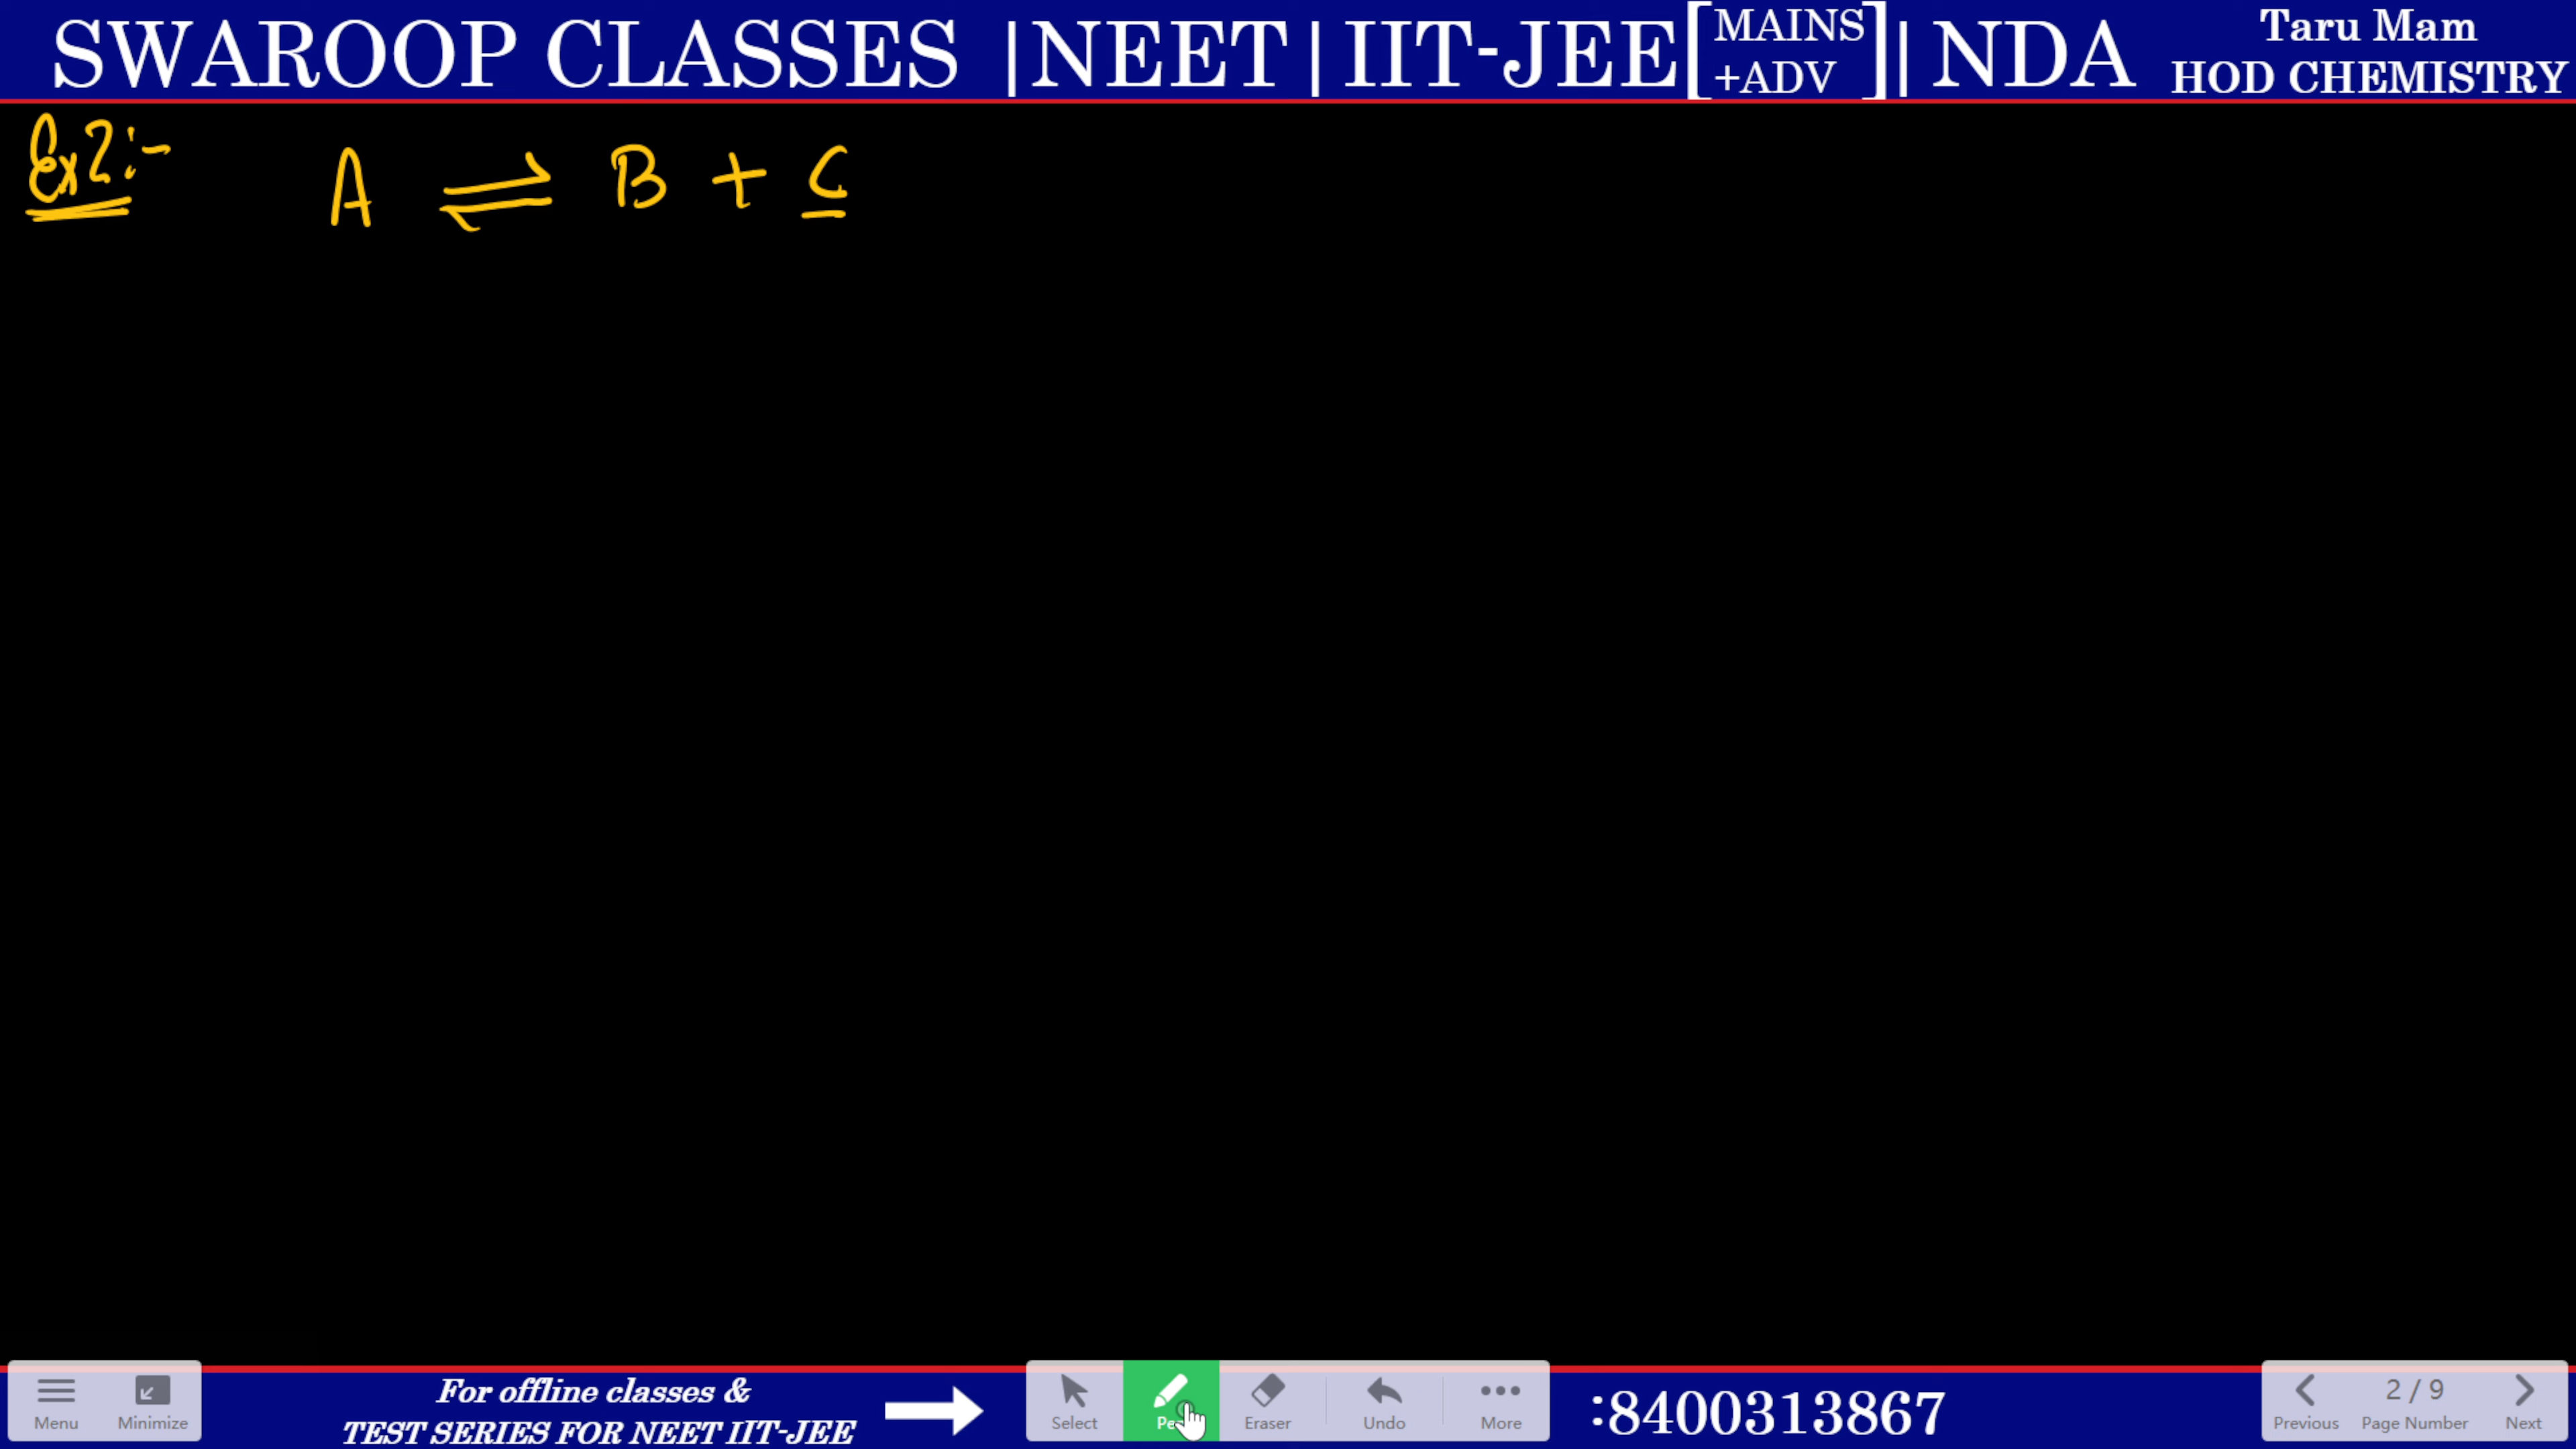 SWAROOP CLASSES |NEET| IIT-JEE[MAINS +ADV]| NDA
Taru Mam
HOD CHEMISTRY
Ex2:-   A ⇌ B + C
Menu
Minimize
For offline classes &
TEST SERIES FOR NEET IIT-JEE
Select
Eraser
Undo
More
:8400313867
2 / 9
Previous
Page Number
Next